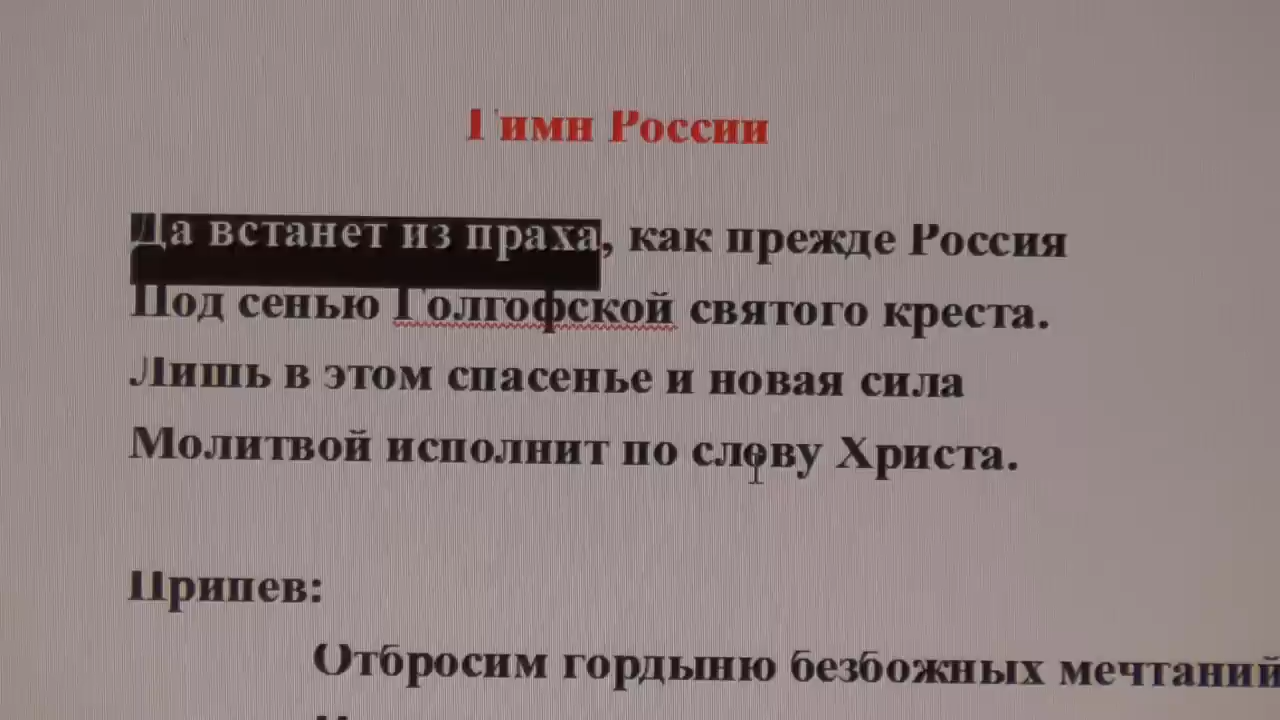 Гимн России
Да встанет из праха, как прежде Россия
Под сенью Голгофской святого креста.
Лишь в этом спасенье и новая сила
Молитвой исполнит по слову Христа.
Припев:
Отбросим гордыню безбожных мечтаний